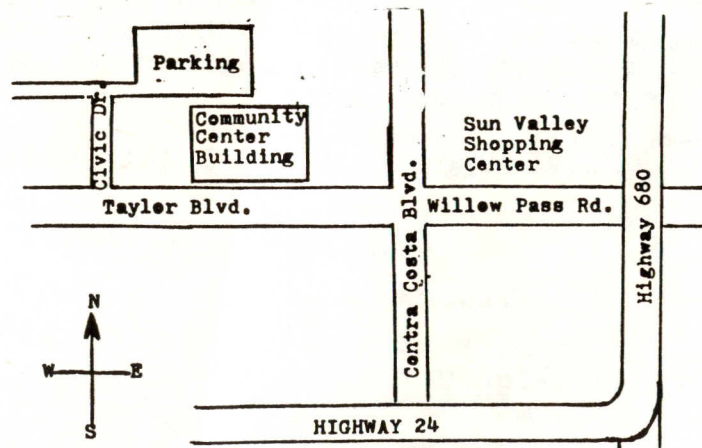 Parking
Civic Dr.
Community
Center
Building
Sun Valley
Shopping
Center
Taylor Blvd.
Willow Pass Rd.
Contra Costa Blvd.
Highway 680
N
W E
S
HIGHWAY 24